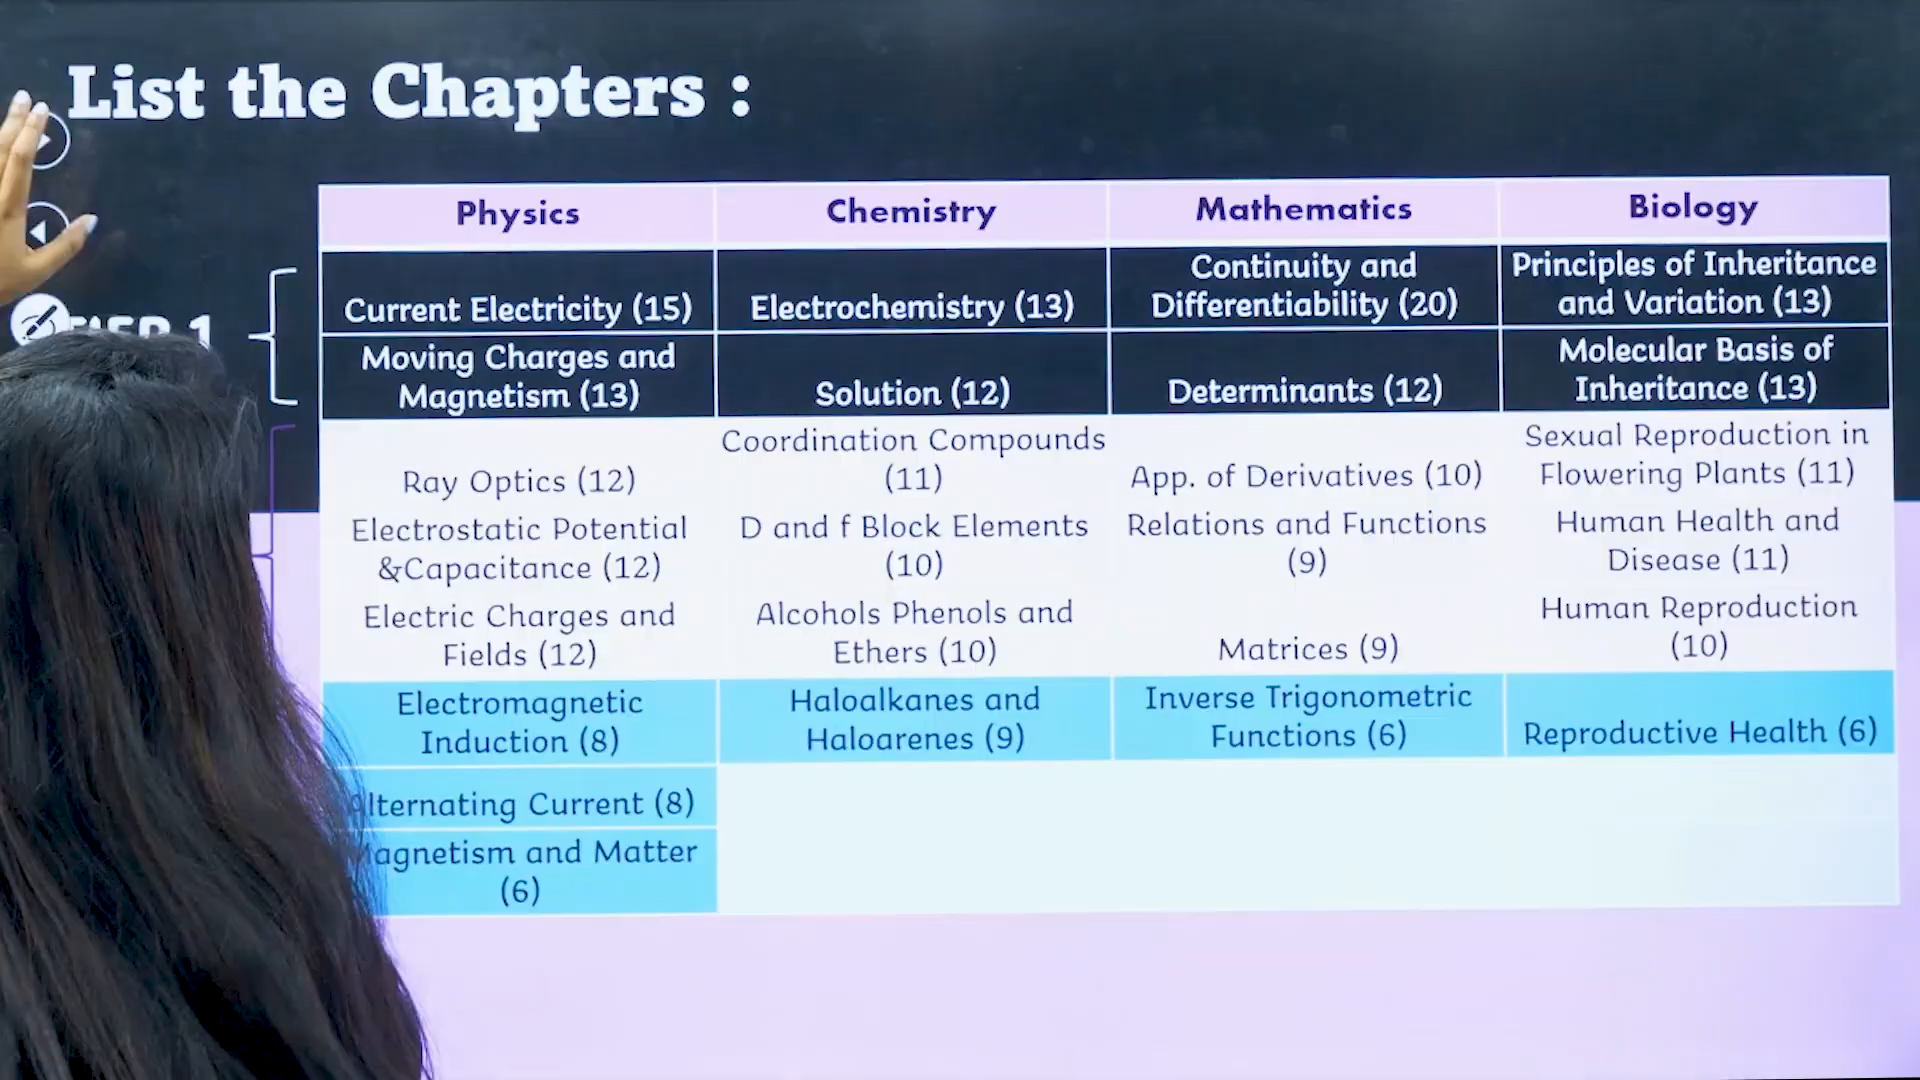 List the Chapters :
Physics
Chemistry
Mathematics
Biology
Current Electricity (15)
Electrochemistry (13)
Continuity and
Differentiability (20)
Principles of Inheritance
and Variation (13)
Moving Charges and
Magnetism (13)
Solution (12)
Determinants (12)
Molecular Basis of
Inheritance (13)
Ray Optics (12)
Coordination Compounds
(11)
App. of Derivatives (10)
Sexual Reproduction in
Flowering Plants (11)
Electrostatic Potential
&Capacitance (12)
D and f Block Elements
(10)
Relations and Functions
(9)
Human Health and
Disease (11)
Electric Charges and
Fields (12)
Alcohols Phenols and
Ethers (10)
Matrices (9)
Human Reproduction
(10)
Electromagnetic
Induction (8)
Haloalkanes and
Haloarenes (9)
Inverse Trigonometric
Functions (6)
Reproductive Health (6)
Alternating Current (8)
Magnetism and Matter
(6)